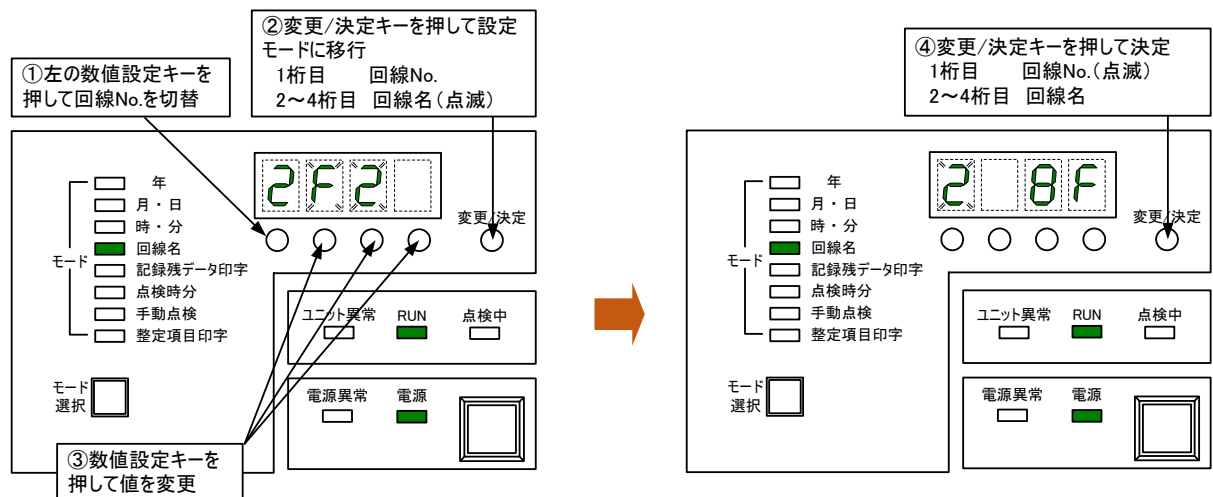 ①左の数値設定キーを
押して回線No.を切替
②変更/決定キーを押して設定
モードに移行
1桁目 回線No.
2～4桁目 回線名（点滅）
2F2
変更/決定
モード
年
月・日
時・分
回線名
記録残データ印字
点検時分
手動点検
整定項目印字
ユニット異常 RUN 点検中
モード
選択
電源異常 電源
③数値設定キーを
押して値を変更
④変更/決定キーを押して決定
1桁目 回線No.（点滅）
2～4桁目 回線名
2 8F
変更/決定
モード
年
月・日
時・分
回線名
記録残データ印字
点検時分
手動点検
整定項目印字
ユニット異常 RUN 点検中
モード
選択
電源異常 電源